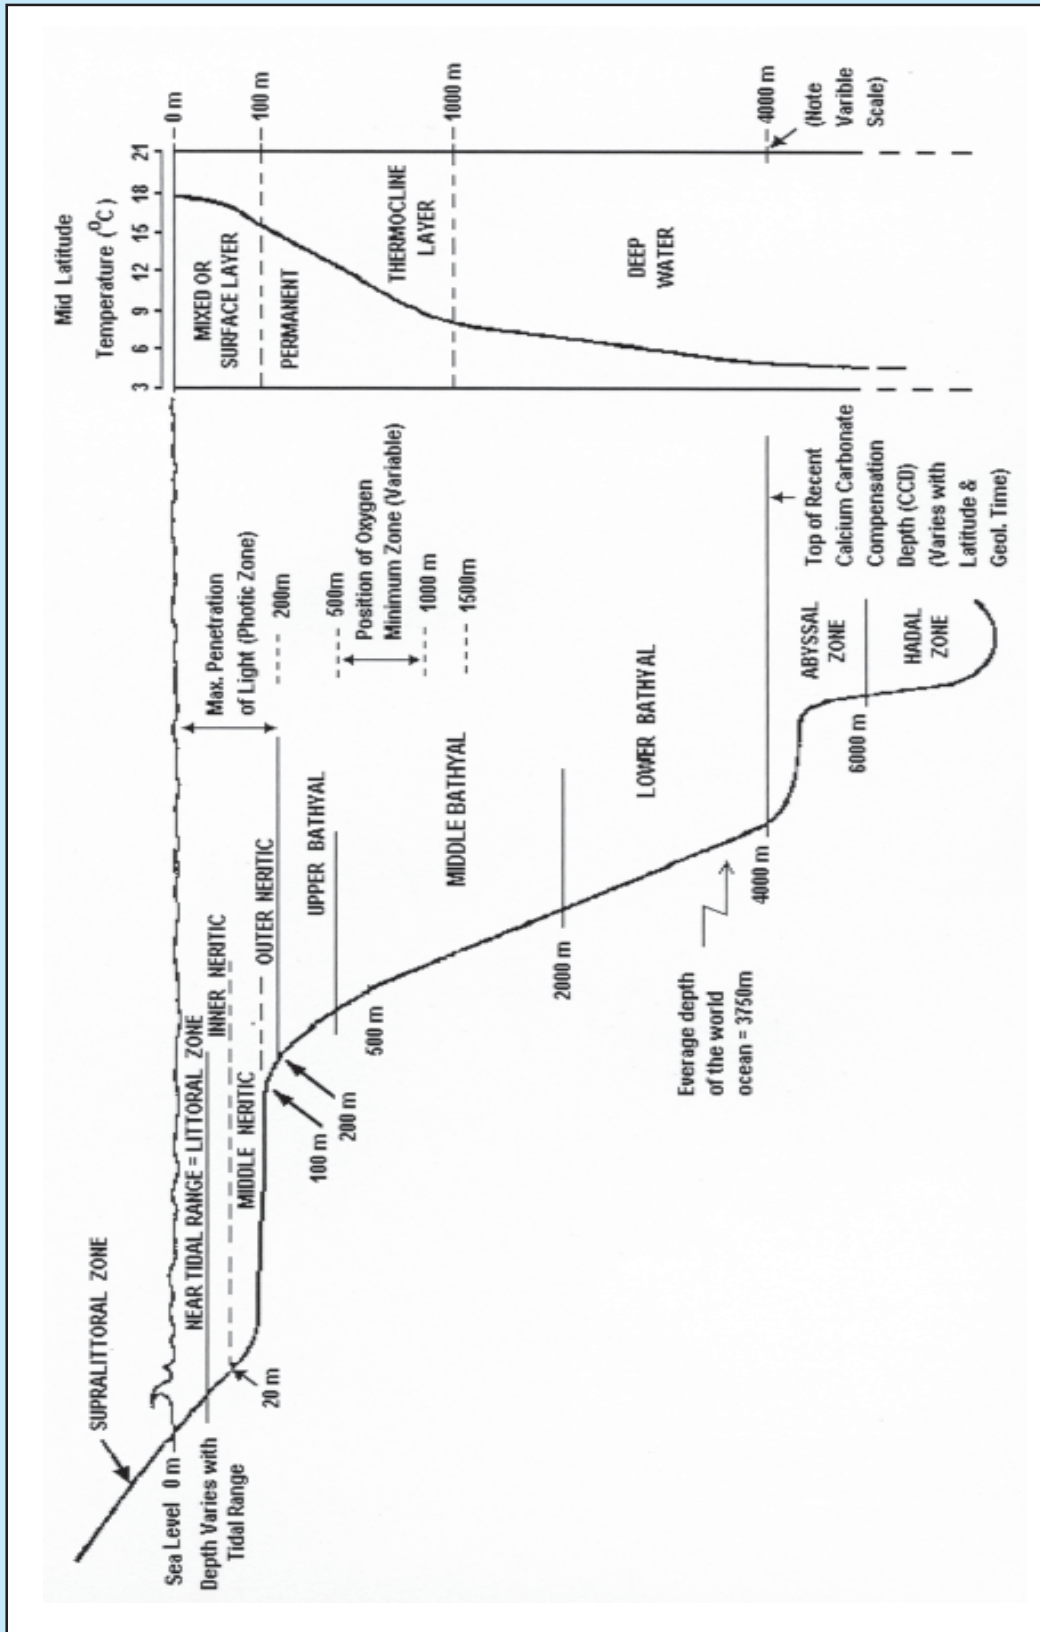 SUPRALITTORAL ZONE
Sea Level 0 m
Depth Varies with
Tidal Range
NEAR TIDAL RANGE = LITTORAL ZONE
INNER NERITIC
20 m
MIDDLE NERITIC
OUTER NERITIC
100 m
200 m
UPPER BATHYAL
500 m
MIDDLE BATHYAL
2000 m
LOWER BATHYAL
Everage depth
of the world
ocean = 3750m
4000 m
ABYSSAL
ZONE
6000 m
HADAL
ZONE
Max. Penetration
of Light (Photic Zone)
200m
500m
Position of Oxygen
Minimum Zone (Variable)
1000 m
1500m
Top of Recent
Calcium Carbonate
Compensation
Depth (CCD)
(Varies with
Latitude &
Geol. Time)
Mid Latitude
Temperature (⁰C)
3 6 9 12 15 18 21
MIXED OR
SURFACE LAYER
PERMANENT
THERMOCLINE
LAYER
DEEP
WATER
0 m
100 m
1000 m
4000 m
(Note
Varible
Scale)